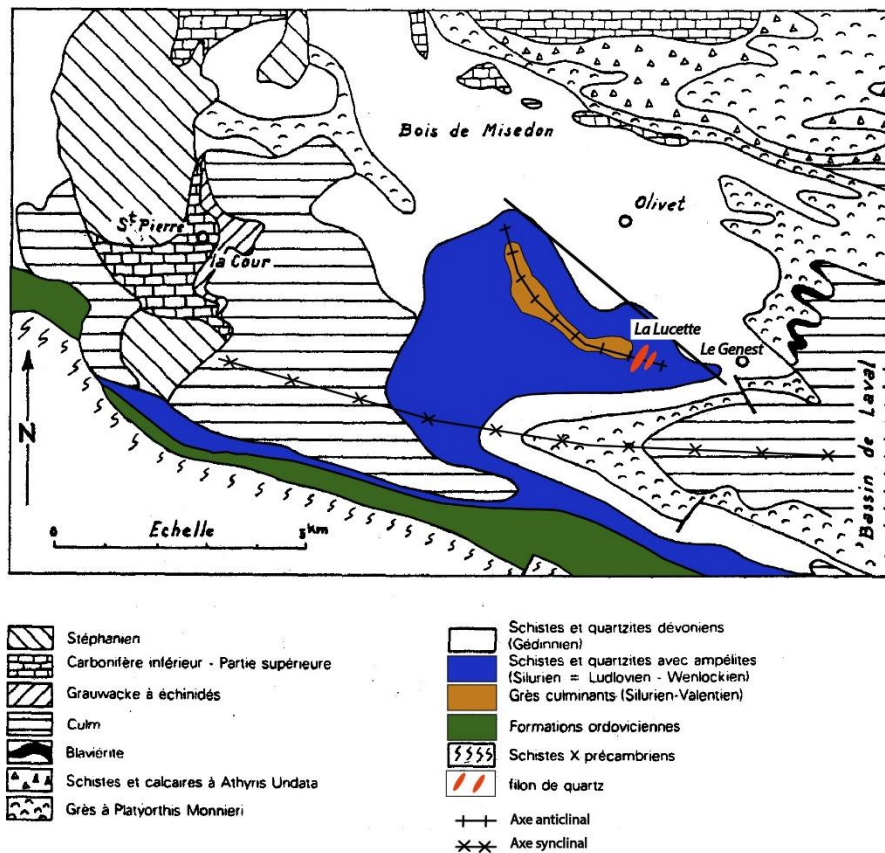 Bois de Misedon
Olivet
St Pierre
la Cour
La Lucette
Le Genest
N
Bassin de Laval
0
5km
Echelle
Stéphanien
Carbonifère inférieur - Partie supérieure
Grauwacke à échinidés
Culm
Blaviérite
Schistes et calcaires à Athyris Undata
Grès à Platyorthis Monnieri
Schistes et quartzites dévoniens
(Gédinnien)
Schistes et quartzites avec ampélites
(Silurien = Ludlovien - Wenlockien)
Grès culminants (Silurien-Valentien)
Formations ordoviciennes
Schistes X précambriens
filon de quartz
Axe anticlinal
Axe synclinal